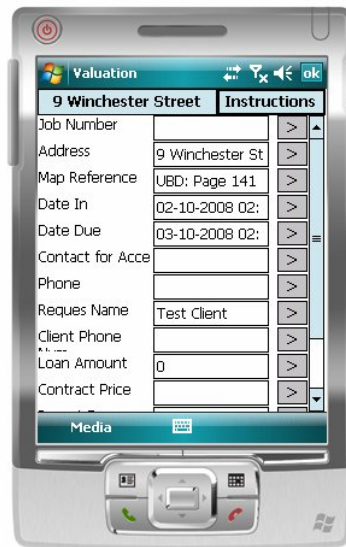 Valuation
ok
9 Winchester Street Instructions
Job Number >
Address 9 Winchester St >
Map Reference UBD: Page 141 >
Date In 02-10-2008 02: >
Date Due 03-10-2008 02: >
Contact for Acce >
Phone >
Reques Name Test Client >
Client Phone >
Loan Amount 0 >
Contract Price >
Media